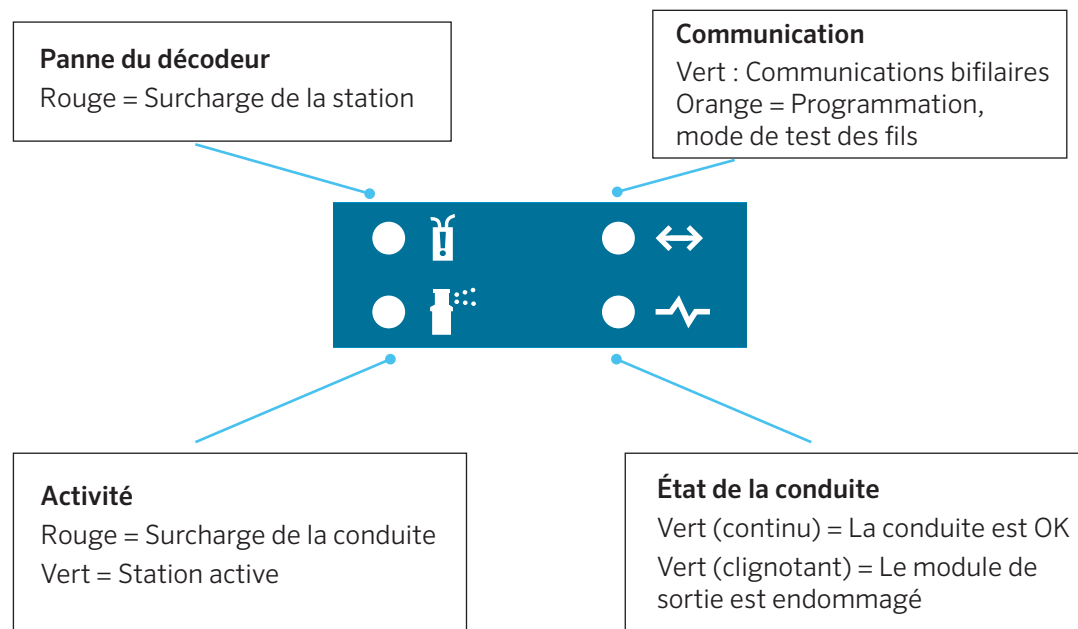 Panne du décodeur
Rouge = Surcharge de la station
Communication
Vert : Communications bifilaires
Orange = Programmation,
mode de test des fils
Activité
Rouge = Surcharge de la conduite
Vert = Station active
État de la conduite
Vert (continu) = La conduite est OK
Vert (clignotant) = Le module de
sortie est endommagé